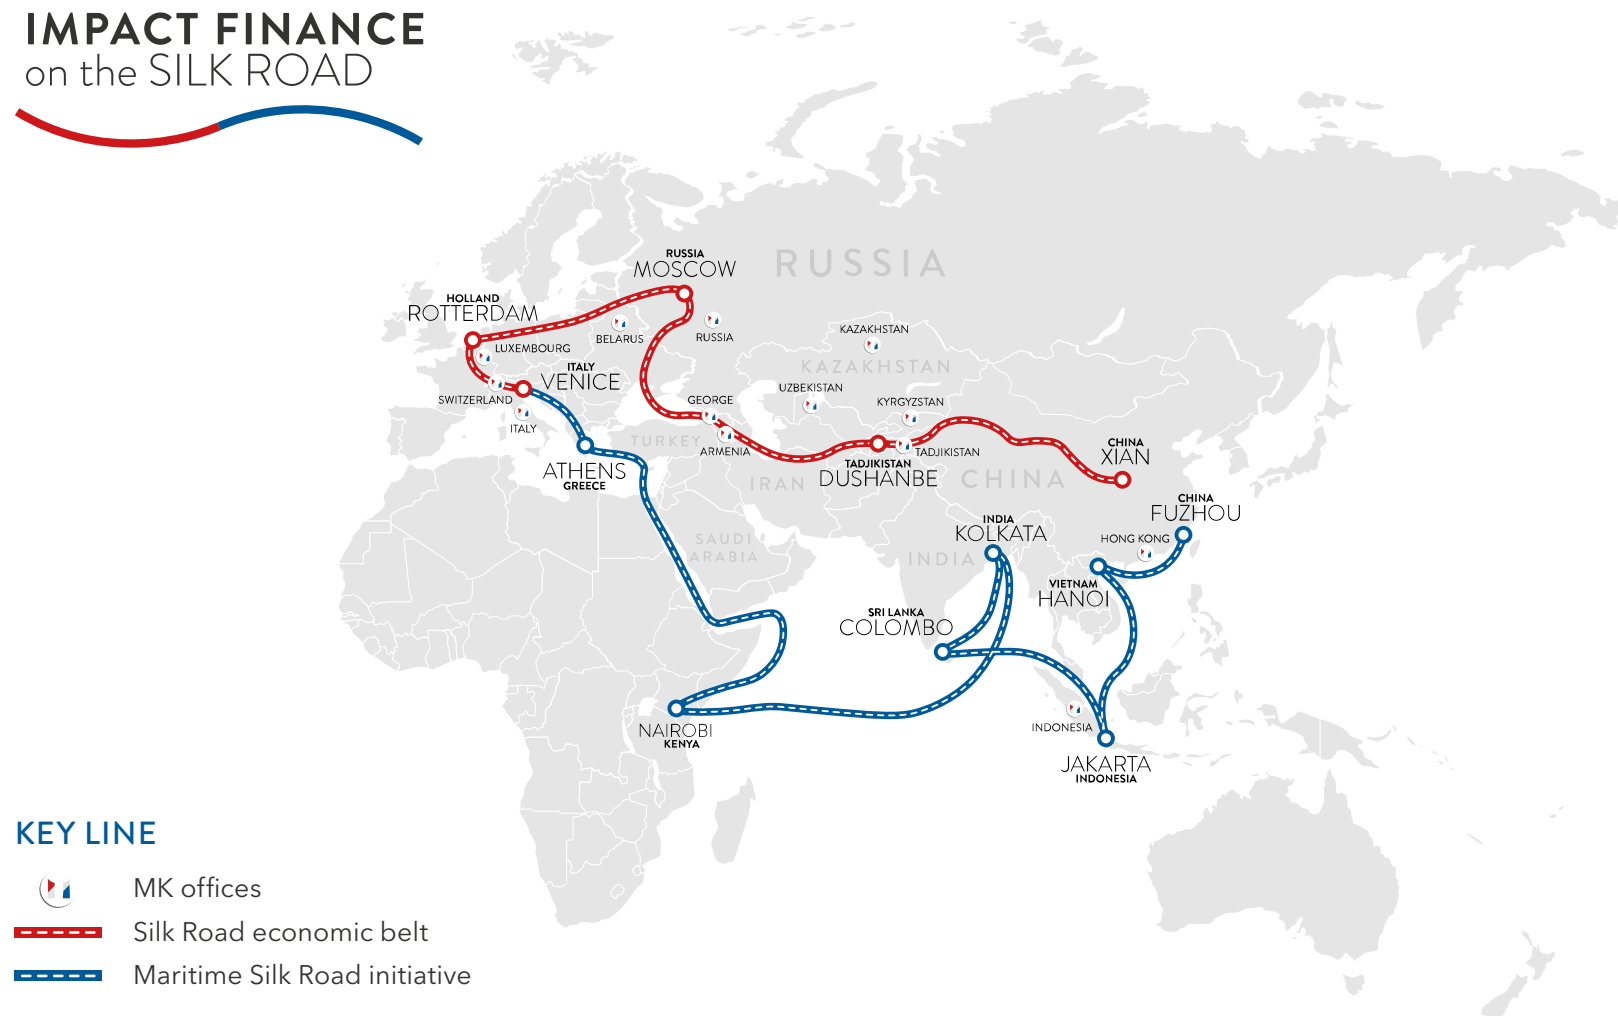 IMPACT FINANCE
on the SILK ROAD
RUSSIA
MOSCOW
RUSSIA
HOLLAND
ROTTERDAM
LUXEMBOURG
BELARUS
RUSSIA
KAZAKHSTAN
KAZAKHSTAN
ITALY
VENICE
SWITZERLAND
ITALY
UZBEKISTAN
GEORGE
KYRGYZSTAN
TURKEY
ARMENIA
TADJIKISTAN
TADJIKISTAN
DUSHANBE
IRAN
CHINA
CHINA
XIAN
ATHENS
GREECE
CHINA
FUZHOU
INDIA
KOLKATA
HONG KONG
SAUDI
ARABIA
INDIA
VIETNAM
HANOI
SRI LANKA
COLOMBO
NAIROBI
KENYA
INDONESIA
JAKARTA
INDONESIA
KEY LINE
MK offices
Silk Road economic belt
Maritime Silk Road initiative